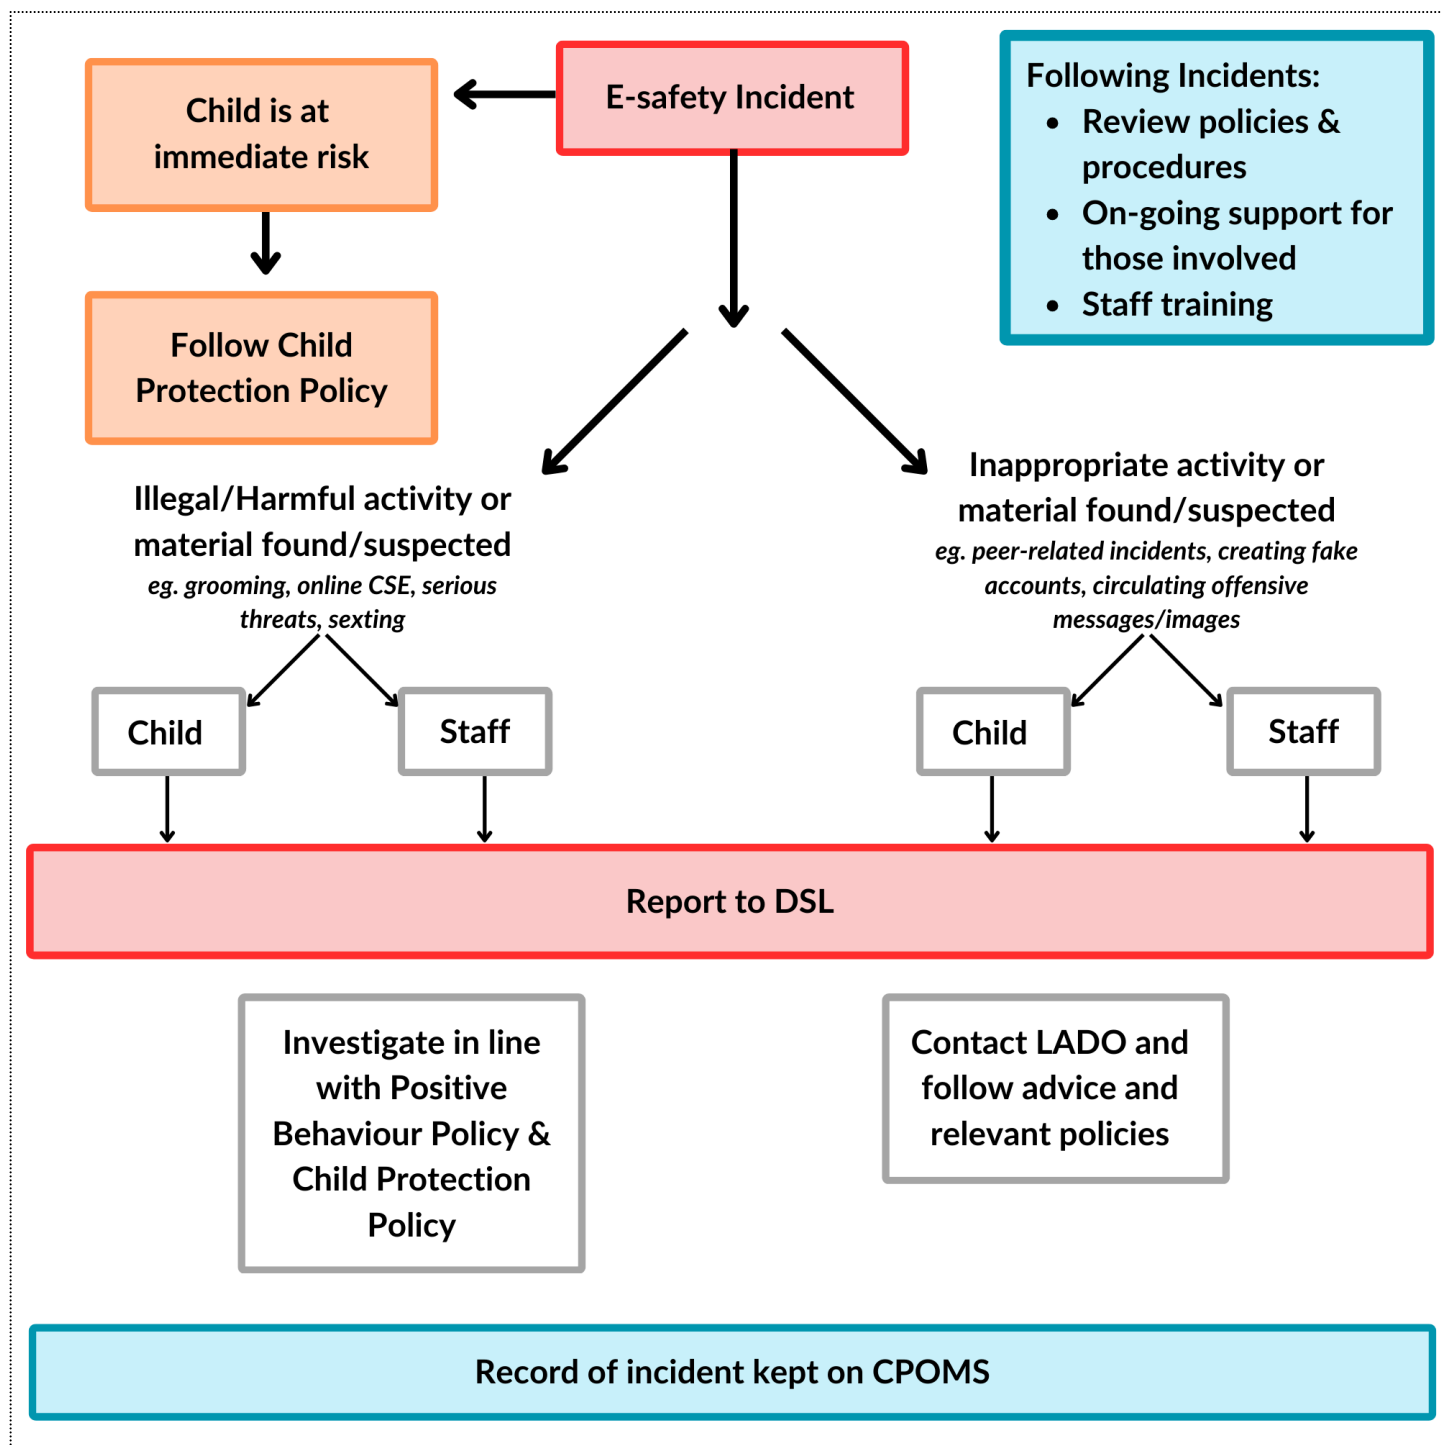 E-safety Incident
Child is at
immediate risk
Follow Child
Protection Policy
Following Incidents:
• Review policies &
procedures
• On-going support for
those involved
• Staff training
Illegal/Harmful activity or
material found/suspected
eg. grooming, online CSE, serious
threats, sexting
Inappropriate activity or
material found/suspected
eg. peer-related incidents, creating fake
accounts, circulating offensive
messages/images
Child
Staff
Child
Staff
Report to DSL
Investigate in line
with Positive
Behaviour Policy &
Child Protection
Policy
Contact LADO and
follow advice and
relevant policies
Record of incident kept on CPOMS